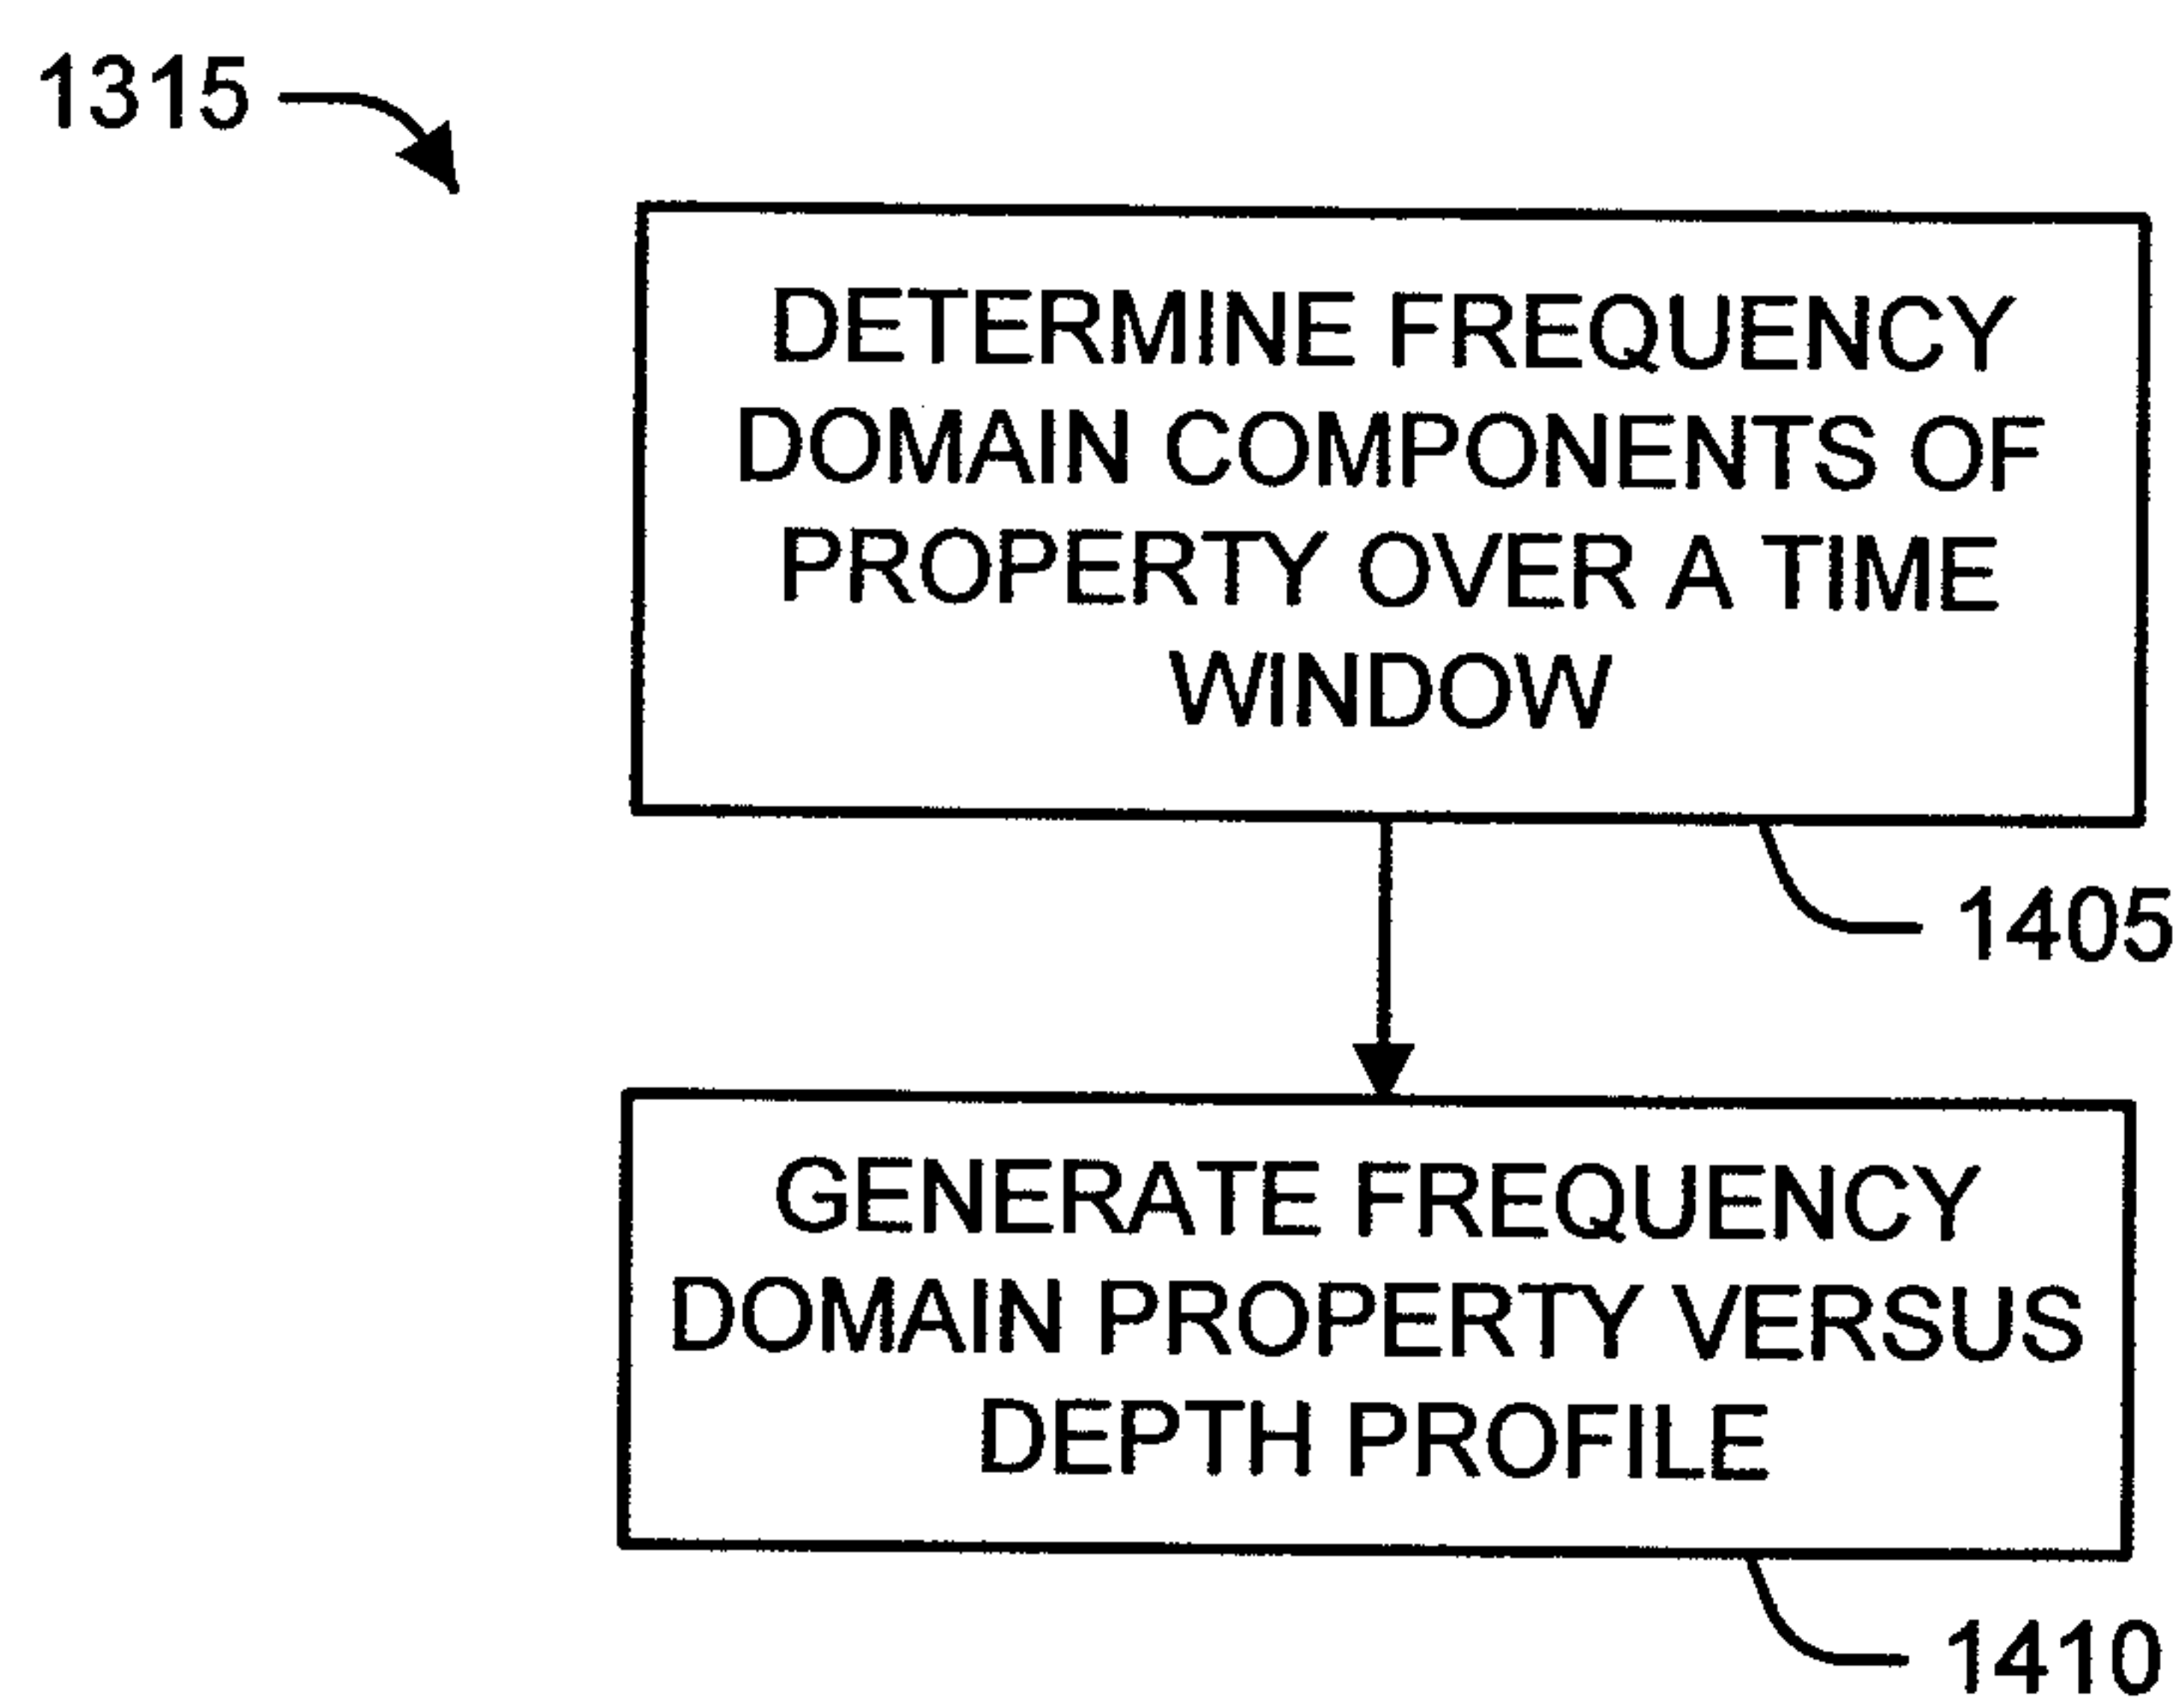 1315
DETERMINE FREQUENCY
DOMAIN COMPONENTS OF
PROPERTY OVER A TIME
WINDOW
1405
GENERATE FREQUENCY
DOMAIN PROPERTY VERSUS
DEPTH PROFILE
1410